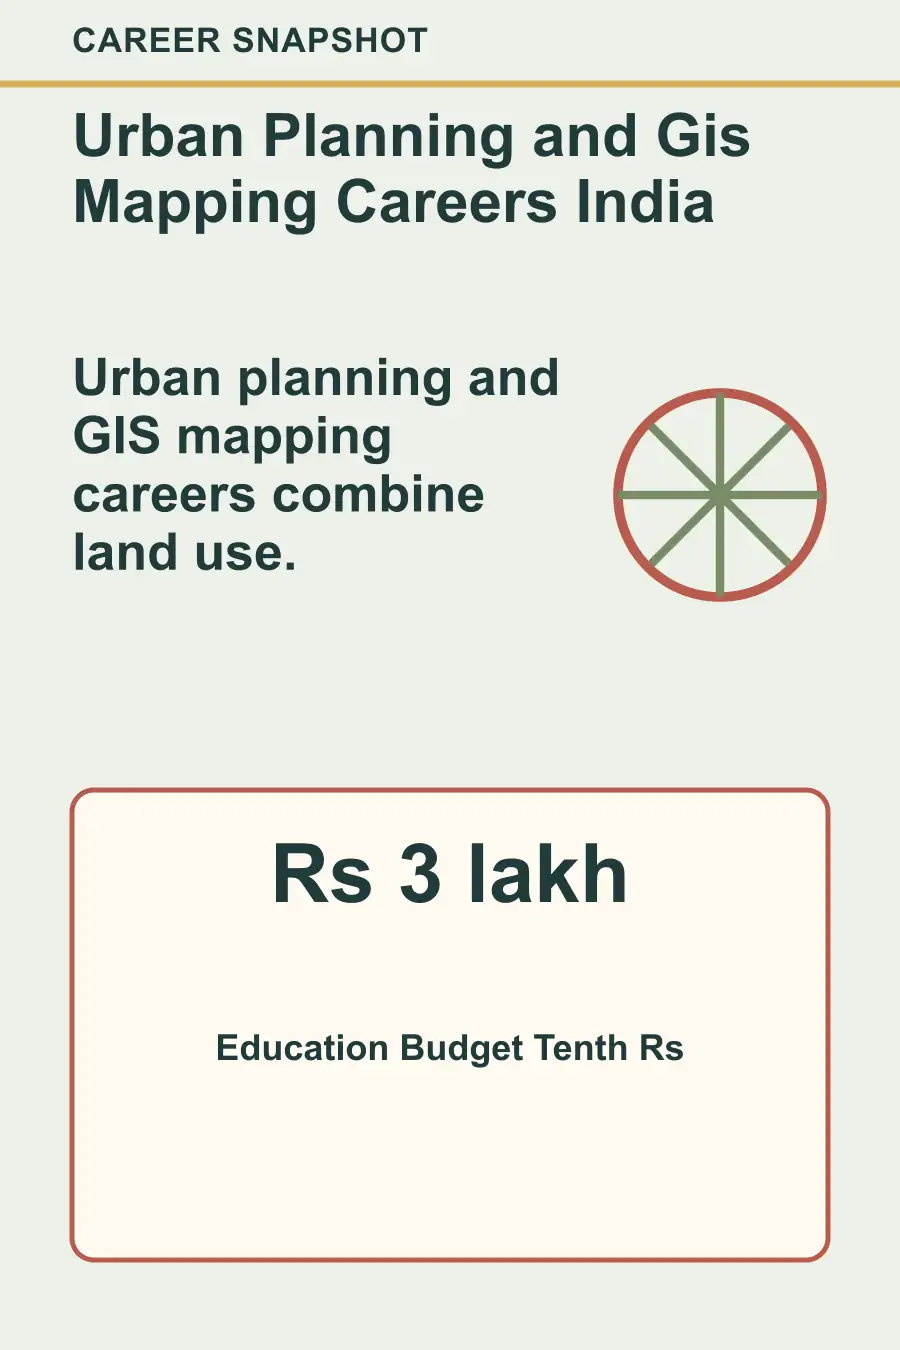 CAREER SNAPSHOT
Urban Planning and Gis
Mapping Careers India
Urban planning and
GIS mapping
careers combine
land use.
Rs 3 lakh
Education Budget Tenth Rs